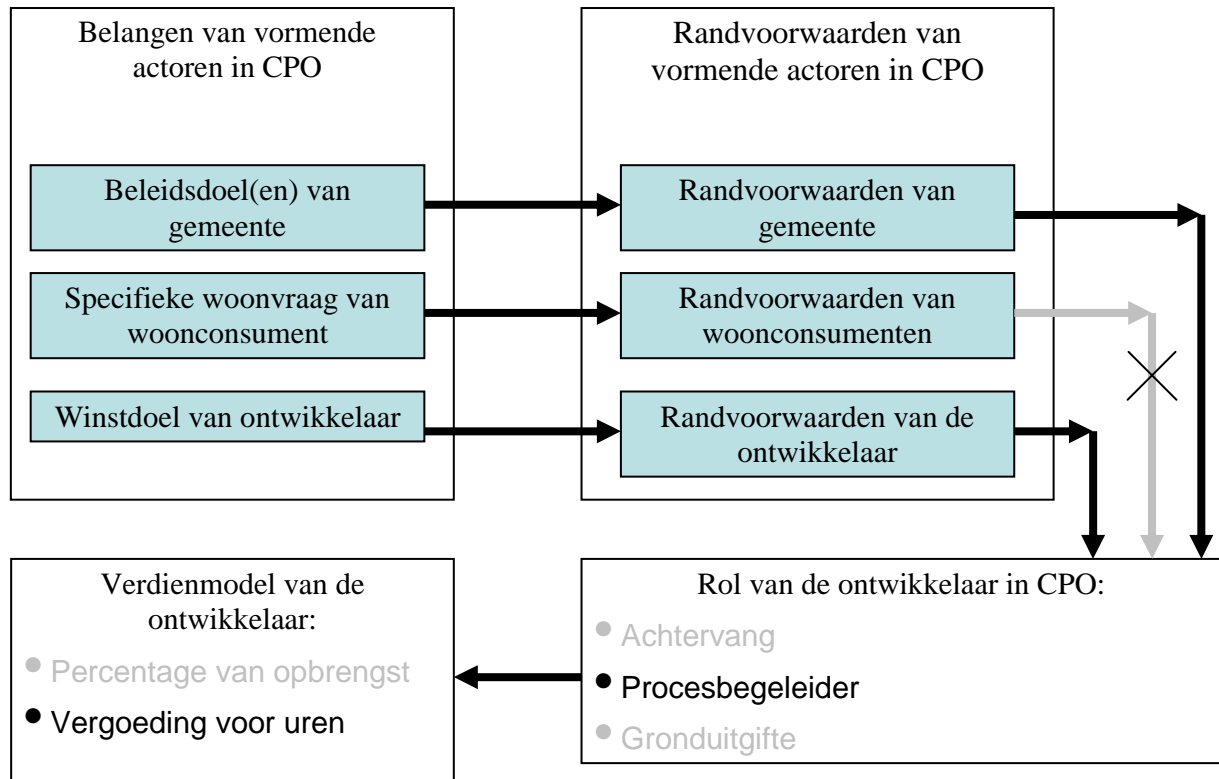 Belangen van vormende
actoren in CPO
Beleidsdoel(en) van
gemeente
Specifieke woonvraag van
woonconsument
Winstdoel van ontwikkelaar
Randvoorwaarden van
vormende actoren in CPO
Randvoorwaarden van
gemeente
Randvoorwaarden van
woonconsumenten
Randvoorwaarden van de
ontwikkelaar
Verdienmodel van de
ontwikkelaar:
• Percentage van opbrengst
• Vergoeding voor uren
Rol van de ontwikkelaar in CPO:
• Achtervang
• Procesbegeleider
• Gronduitgifte